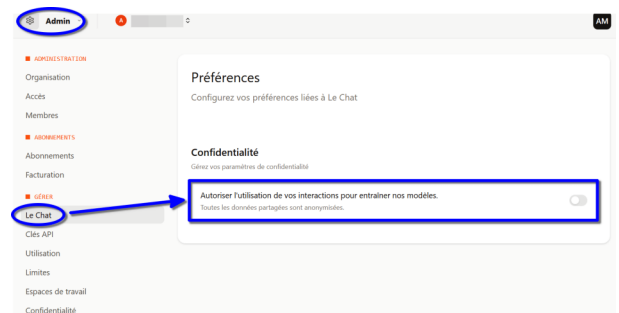 Admin
A
AM
ADMINISTRATION
Organisation
Accès
Membres
ABONNEMENTS
Abonnements
Facturation
GÉRER
Le Chat
Clés API
Utilisation
Limites
Espaces de travail
Confidentialité
Préférences
Configurez vos préférences liées à Le Chat
Confidentialité
Gérez vos paramètres de confidentialité
Autoriser l'utilisation de vos interactions pour entraîner nos modèles.
Toutes les données partagées sont anonymisées.